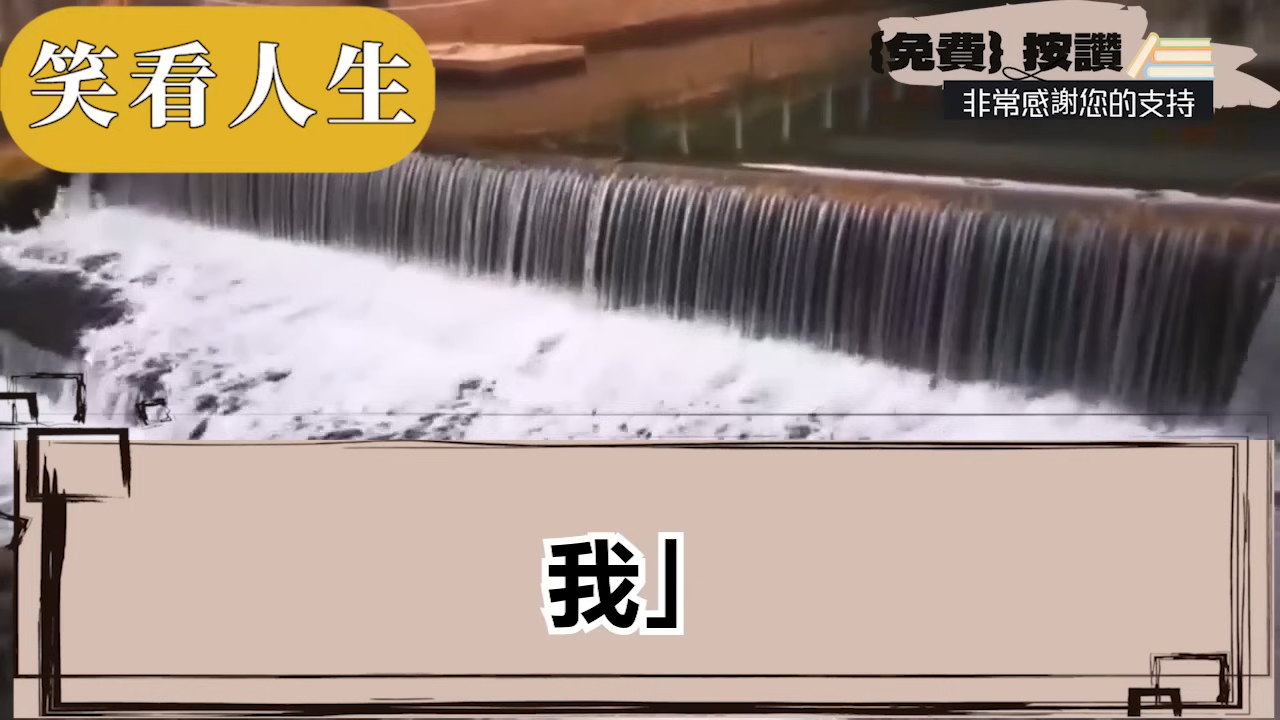 笑看人生
{免費} 按讚
非常感謝您的支持
我」